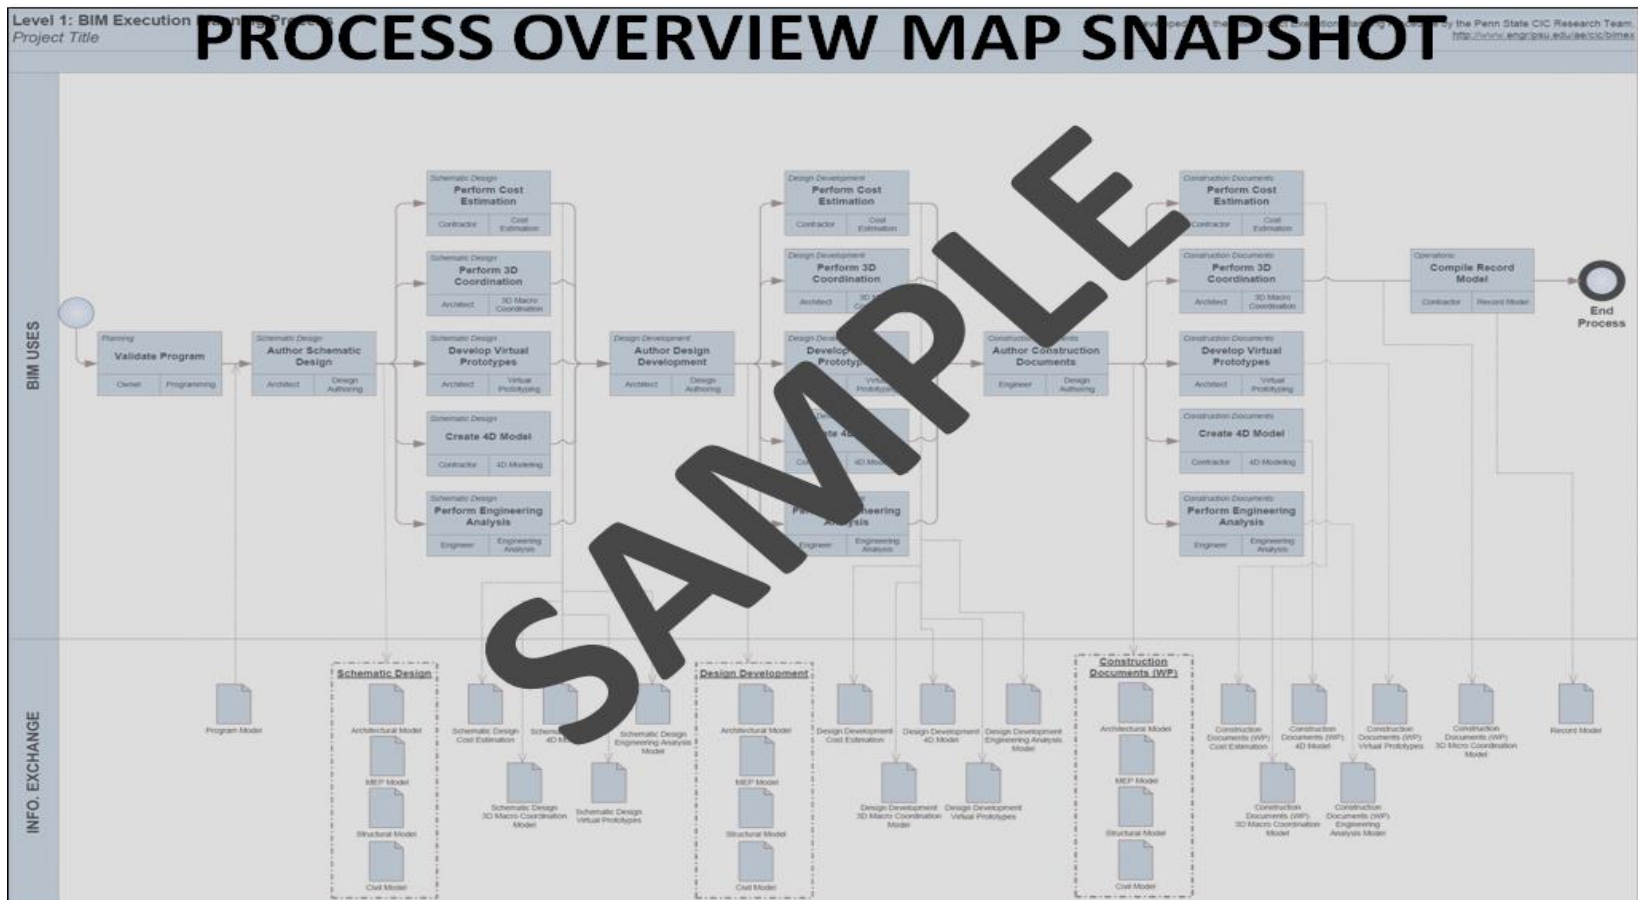 Level 1: BIM Execution Planning Process
Project Title
PROCESS OVERVIEW MAP SNAPSHOT
by the Penn State CIC Research Team.
http://www.engr.psu.edu/ae/cic/bimex
SAMPLE
BIM USES
Planning
Validate Program
Owner Programming
Schematic Design
Author Schematic
Design
Architect Design
Authoring
Schematic Design
Perform Cost
Estimation
Contractor Cost
Estimation
Schematic Design
Perform 3D
Coordination
Architect 3D Macro
Coordination
Schematic Design
Develop Virtual
Prototypes
Architect Virtual
Prototyping
Schematic Design
Create 4D Model
Contractor 4D Modeling
Schematic Design
Perform Engineering
Analysis
Engineer Engineering
Analysis
Design Development
Author Design
Development
Architect Design
Authoring
Design Development
Perform Cost
Estimation
Contractor Cost
Estimation
Design Development
Perform 3D
Coordination
Architect
Engineering
Analysis
Engineer
Author Construction
Documents
Engineer Design
Authoring
Construction Documents
Perform Cost
Estimation
Contractor Cost
Estimation
Construction Documents
Perform 3D
Coordination
Architect 3D Macro
Coordination
Construction Documents
Develop Virtual
Prototypes
Architect Virtual
Prototyping
Construction Documents
Create 4D Model
Contractor 4D Modeling
Construction Documents
Perform Engineering
Analysis
Engineer Engineering
Analysis
Operations
Compile Record
Model
Contractor Record Model
End
Process
INFO. EXCHANGE
Program Model
Schematic Design
Architectural Model
MEP Model
Structural Model
Civil Model
Schematic Design
Cost Estimation
Schematic Design
3D Macro Coordination
Model
4D
Schematic Design
Virtual Prototypes
Schematic Design
Engineering Analysis
Model
Design Development
Architectural Model
MEP Model
Structural Model
Civil Model
Design Development
Cost Estimation
Design Development
3D Macro Coordination
Model
Design Development
4D Model
Design Development
Virtual Prototypes
Design Development
Engineering Analysis
Model
Construction
Documents (WP)
Architectural Model
MEP Model
Structural Model
Civil Model
Construction
Documents (WP)
Cost Estimation
Construction
Documents (WP)
3D Macro Coordination
Model
Construction
Documents (WP)
4D Model
Construction
Documents (WP)
Engineering
Analysis Model
Construction
Documents (WP)
Virtual Prototypes
Construction
Documents (WP)
3D Micro Coordination
Model
Record Model